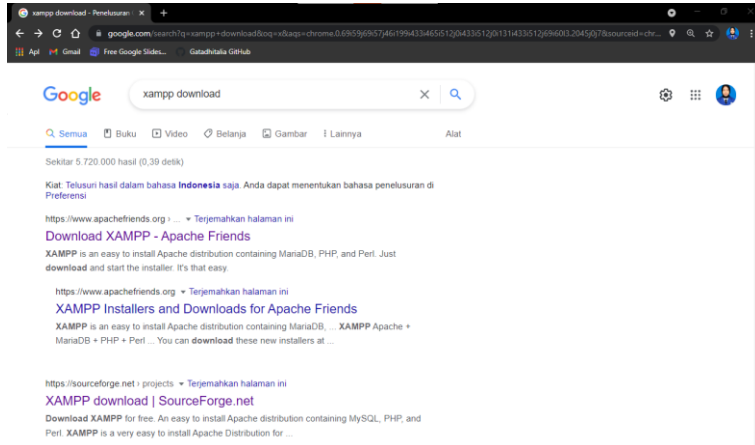 xampp download - Penelusuran
google.com/search?q=xampp+download&oq=x&aqs=chrome.0.69i59j69i57j46i199i433i465i512j0i433i512j0i131i433i512j69i60l3.2045j0j7&sourceid=chr...
Apl Gmail Free Google Slides... Gatadhitalia GitHub
Google xampp download
Semua Buku Video Belanja Gambar Lainnya Alat
Sekitar 5.720.000 hasil (0,39 detik)
Kiat: Telusuri hasil dalam bahasa Indonesia saja. Anda dapat menentukan bahasa penelusuran di
Preferensi
https://www.apachefriends.org › ... Terjemahkan halaman ini
Download XAMPP - Apache Friends
XAMPP is an easy to install Apache distribution containing MariaDB, PHP, and Perl. Just
download and start the installer. It's that easy.
https://www.apachefriends.org Terjemahkan halaman ini
XAMPP Installers and Downloads for Apache Friends
XAMPP is an easy to install Apache distribution containing MariaDB, ... XAMPP Apache +
MariaDB + PHP + Perl ... You can download these new installers at ...
https://sourceforge.net › projects Terjemahkan halaman ini
XAMPP download | SourceForge.net
Download XAMPP for free. An easy to install Apache distribution containing MySQL, PHP, and
Perl. XAMPP is a very easy to install Apache Distribution for ...